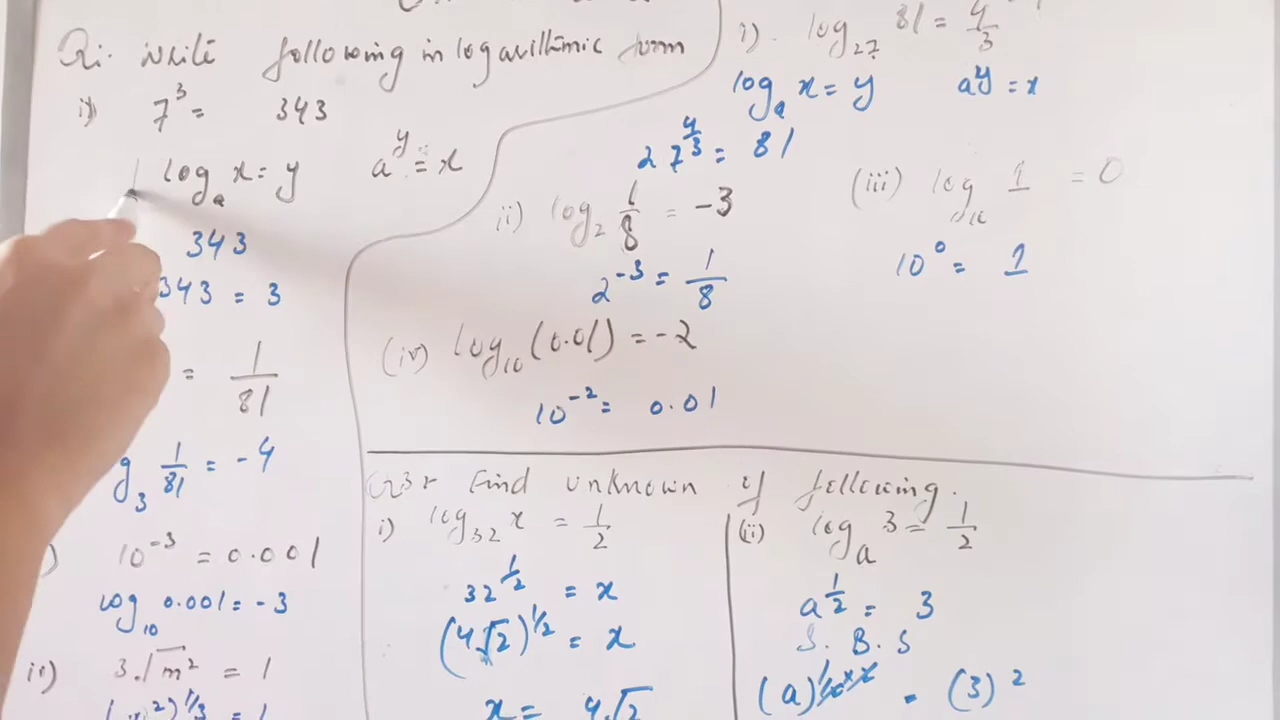 Q1: write following in logarithmic form
i) 7³ = 343
log_a x = y   a^y = x
343
343 = 3
= 1/81
g_3 1/81 = -4
) 10^-3 = 0.001
log_10 0.001 = -3
3.√m² = 1
i). log_27 81 = 4/3
log_a x = y   a^y = x
27^4/3 = 81
ii) log_2 1/8 = -3
2^-3 = 1/8
(iii) log_10 1 = 0
10^0 = 1
(iv) log_10 (0.01) = -2
10^-2 = 0.01
Q3: Find unknown of following.
i) log_32 x = 1/2
32^1/2 = x
(4√2)^1/2 = x
x = 4√2
(ii) log_a 3 = 1/2
a^1/2 = 3
S.B.S
(3)²